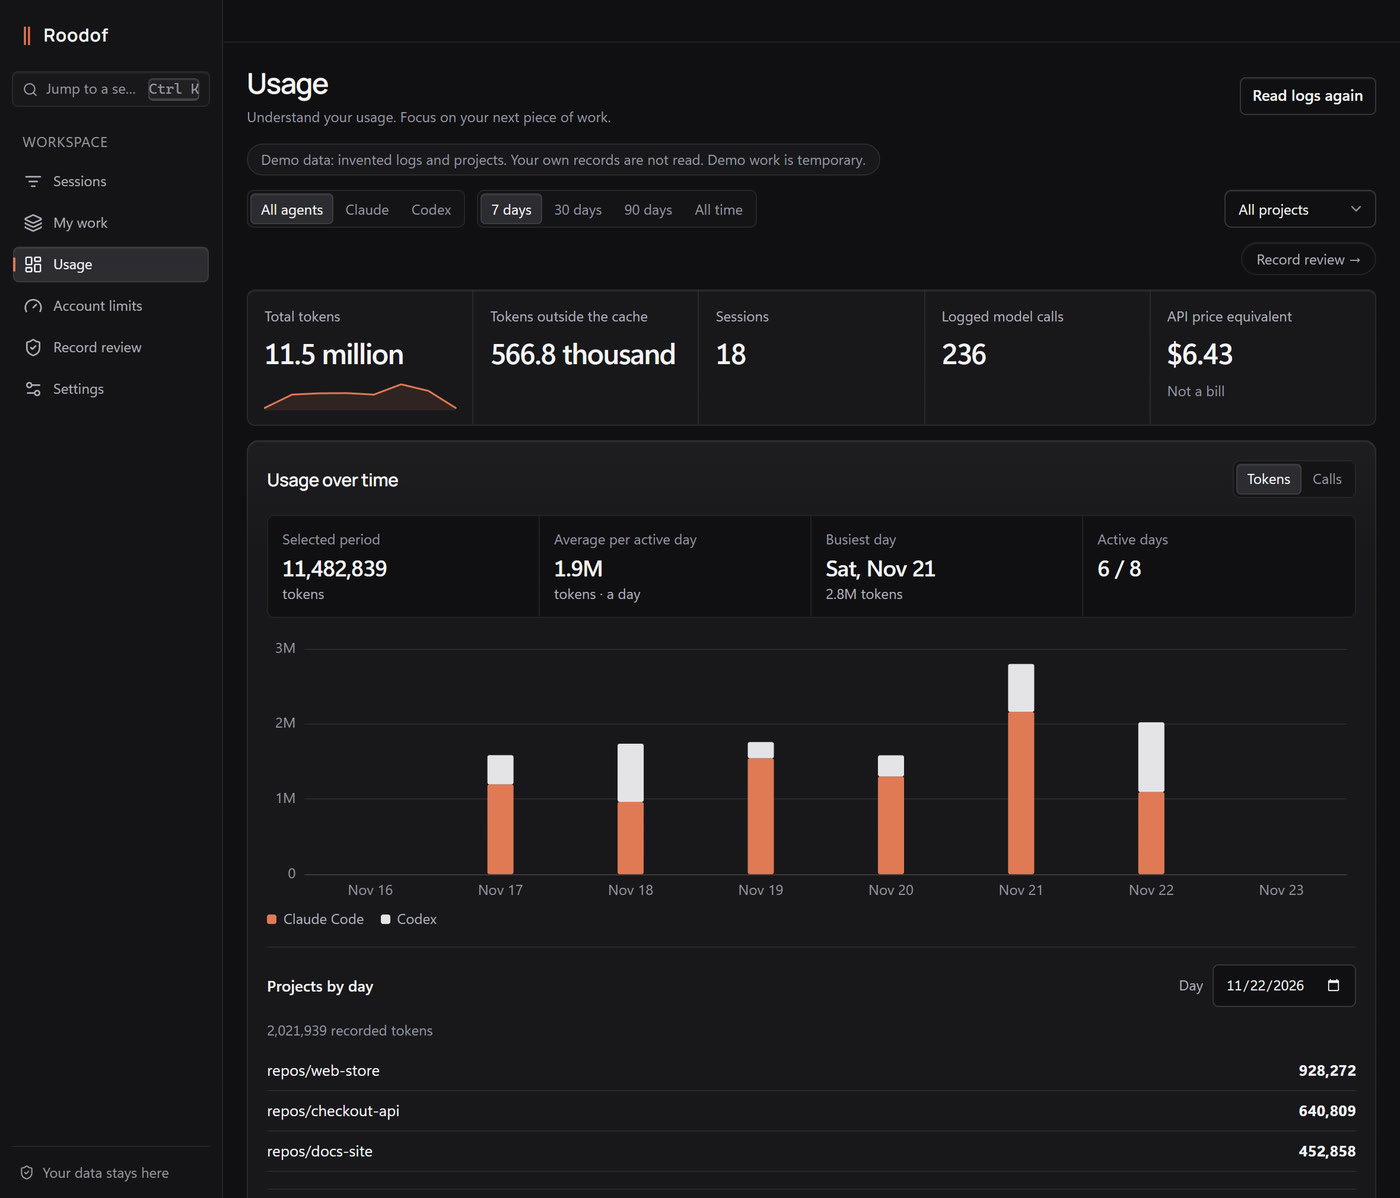 Roodof
Jump to a se... Ctrl K
WORKSPACE
Sessions
My work
Usage
Account limits
Record review
Settings
Your data stays here
Usage
Understand your usage. Focus on your next piece of work.
Read logs again
Demo data: invented logs and projects. Your own records are not read. Demo work is temporary.
All agents Claude Codex 7 days 30 days 90 days All time All projects
Record review →
Total tokens
11.5 million
Tokens outside the cache
566.8 thousand
Sessions
18
Logged model calls
236
API price equivalent
$6.43
Not a bill
Usage over time
Tokens Calls
Selected period
11,482,839
tokens
Average per active day
1.9M
tokens · a day
Busiest day
Sat, Nov 21
2.8M tokens
Active days
6 / 8
3M
2M
1M
0
Nov 16 Nov 17 Nov 18 Nov 19 Nov 20 Nov 21 Nov 22 Nov 23
Claude Code Codex
Projects by day
Day 11/22/2026
2,021,939 recorded tokens
repos/web-store 928,272
repos/checkout-api 640,809
repos/docs-site 452,858